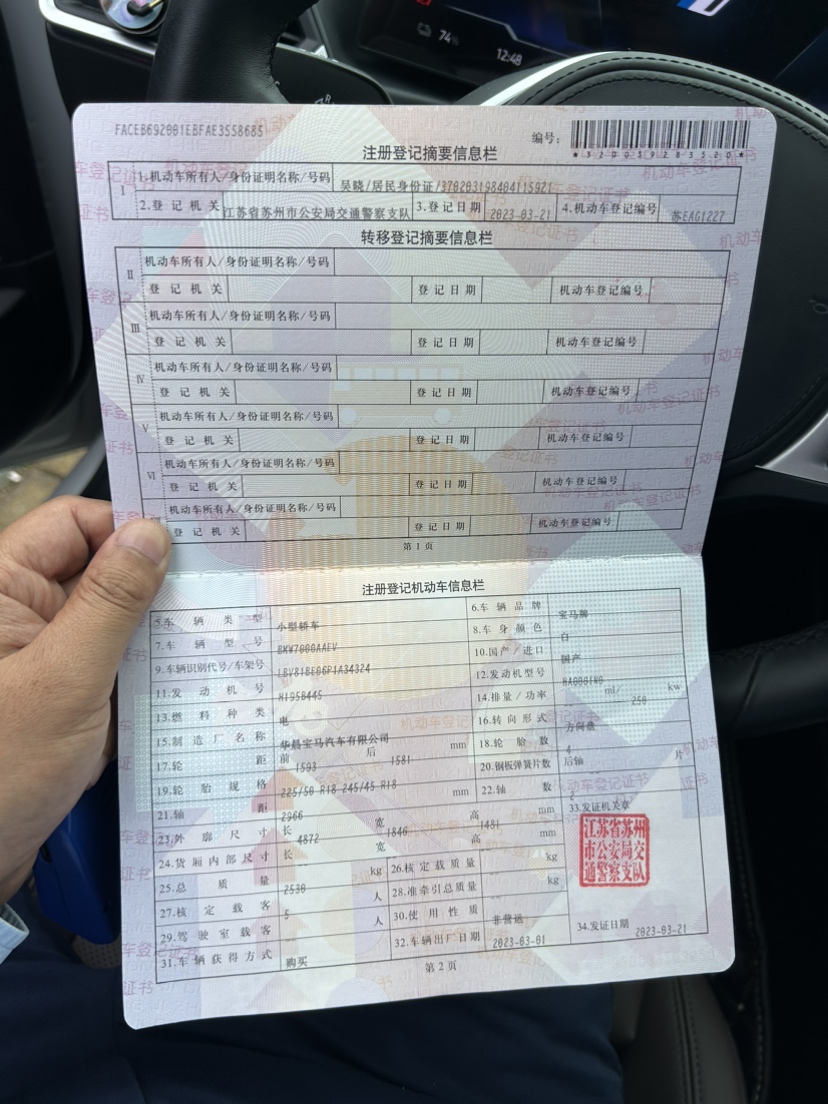 74%
12:48
FACEB692001EBFAE3558685
编号:
*320059283520*
注册登记摘要信息栏
I 1.机动车所有人/身份证明名称/号码 吴晓/居民身份证/370203198404115921
2.登记机关 江苏省苏州市公安局交通警察支队 3.登记日期 2023-03-21 4.机动车登记编号 苏EAG1227
转移登记摘要信息栏
II 机动车所有人/身份证明名称/号码
登记机关 登记日期 机动车登记编号
III 机动车所有人/身份证明名称/号码
登记机关 登记日期 机动车登记编号
IV 机动车所有人/身份证明名称/号码
登记机关 登记日期 机动车登记编号
V 机动车所有人/身份证明名称/号码
登记机关 登记日期 机动车登记编号
VI 机动车所有人/身份证明名称/号码
登记机关 登记日期 机动车登记编号
机动车所有人/身份证明名称/号码
登记机关 登记日期 机动车登记编号
第1页
注册登记机动车信息栏
5.车辆类型 小型轿车 6.车辆品牌 宝马牌
7.车辆型号 BMW7000AAEV 8.车身颜色 白
9.车辆识别代号/车架号 LBV81BE06P1A34324 10.国产/进口 国产
11.发动机号 H195B445 12.发动机型号 HA0001N0
13.燃料种类 电 14.排量/功率 ml/ 250 kw
15.制造厂名称 华晨宝马汽车有限公司 16.转向形式 方向盘
17.轮距 前 1593 后 1581 mm 18.轮胎数 4
19.轮胎规格 225/50 R18 245/45 R18 20.钢板弹簧片数 后轴 片
21.轴距 2966 mm 22.轴数
23.外廓尺寸 长 4872 宽 1846 高 1481 mm 33.发证机关章
24.货厢内部尺寸 长 宽 高 mm
江苏省苏州
市公安局交
通警察支队
25.总质量 2530 kg 26.核定载质量 kg
27.核定载客 5 人 28.准牵引总质量 kg
29.驾驶室载客 人 30.使用性质 非营运
31.车辆获得方式 购买 32.车辆出厂日期 2023-03-01 34.发证日期 2023-03-21
第2页